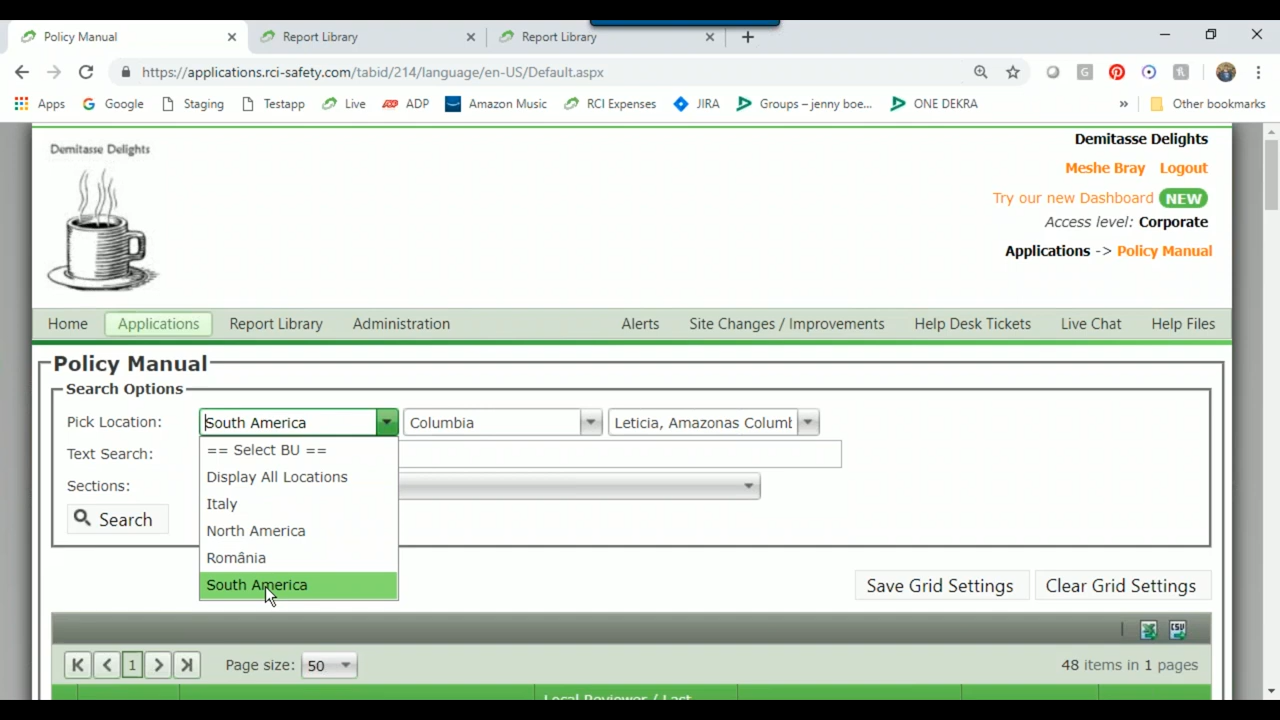 Policy Manual
Report Library
Report Library
https://applications.rci-safety.com/tabid/214/language/en-US/Default.aspx
Apps
Google
Staging
Testapp
Live
ADP
Amazon Music
RCI Expenses
JIRA
Groups – jenny boe...
ONE DEKRA
»
Other bookmarks
Demitasse Delights
Demitasse Delights
Meshe Bray Logout
Try our new Dashboard NEW
Access level: Corporate
Applications -> Policy Manual
Home Applications Report Library Administration Alerts Site Changes / Improvements Help Desk Tickets Live Chat Help Files
Policy Manual
Search Options
Pick Location: South America Columbia Leticia, Amazonas Columb
== Select BU ==
Text Search:
Display All Locations
Sections:
Italy
Search
North America
România
South America
Save Grid Settings Clear Grid Settings
CSV
1 Page size: 50 48 items in 1 pages
Local Reviewer / Last